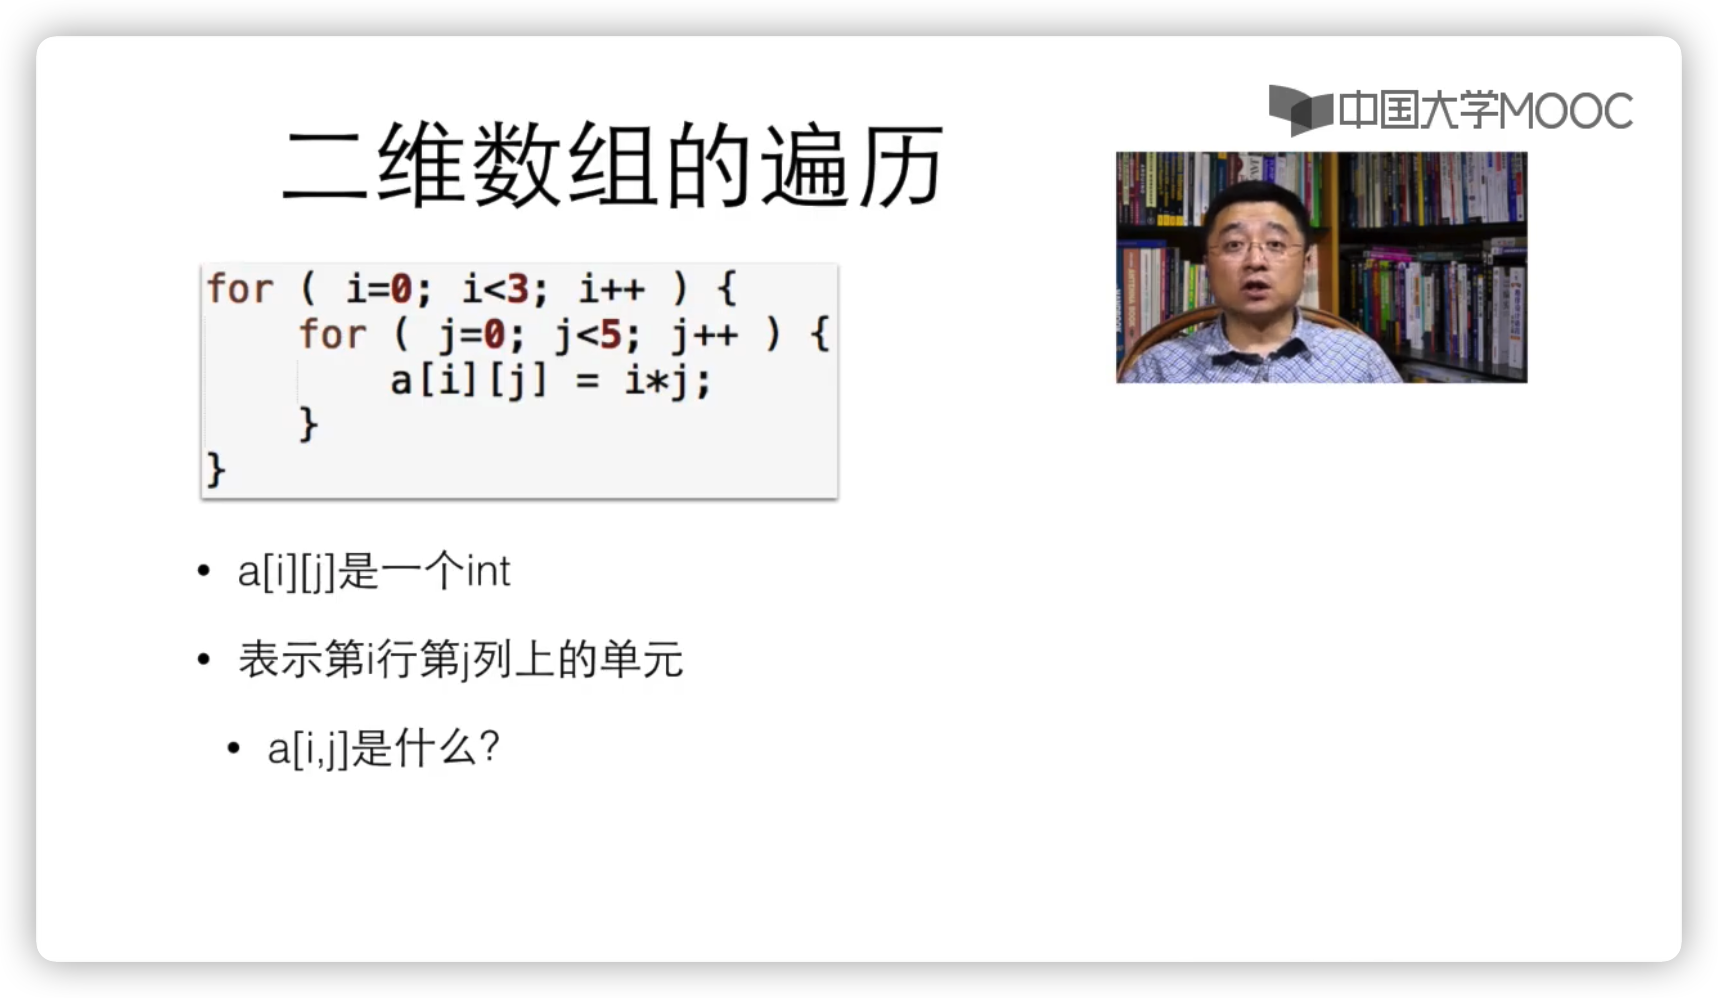 中国大学MOOC
二维数组的遍历
for ( i=0; i<3; i++ ) {
for ( j=0; j<5; j++ ) {
a[i][j] = i*j;
}
}
• a[i][j]是一个int
• 表示第i行第j列上的单元
• a[i,j]是什么?